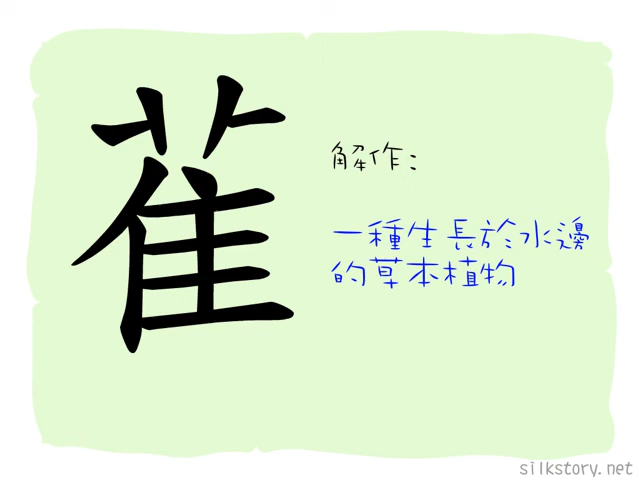 萑
解作：
一種生長於水邊
的草本植物
silkstory.net